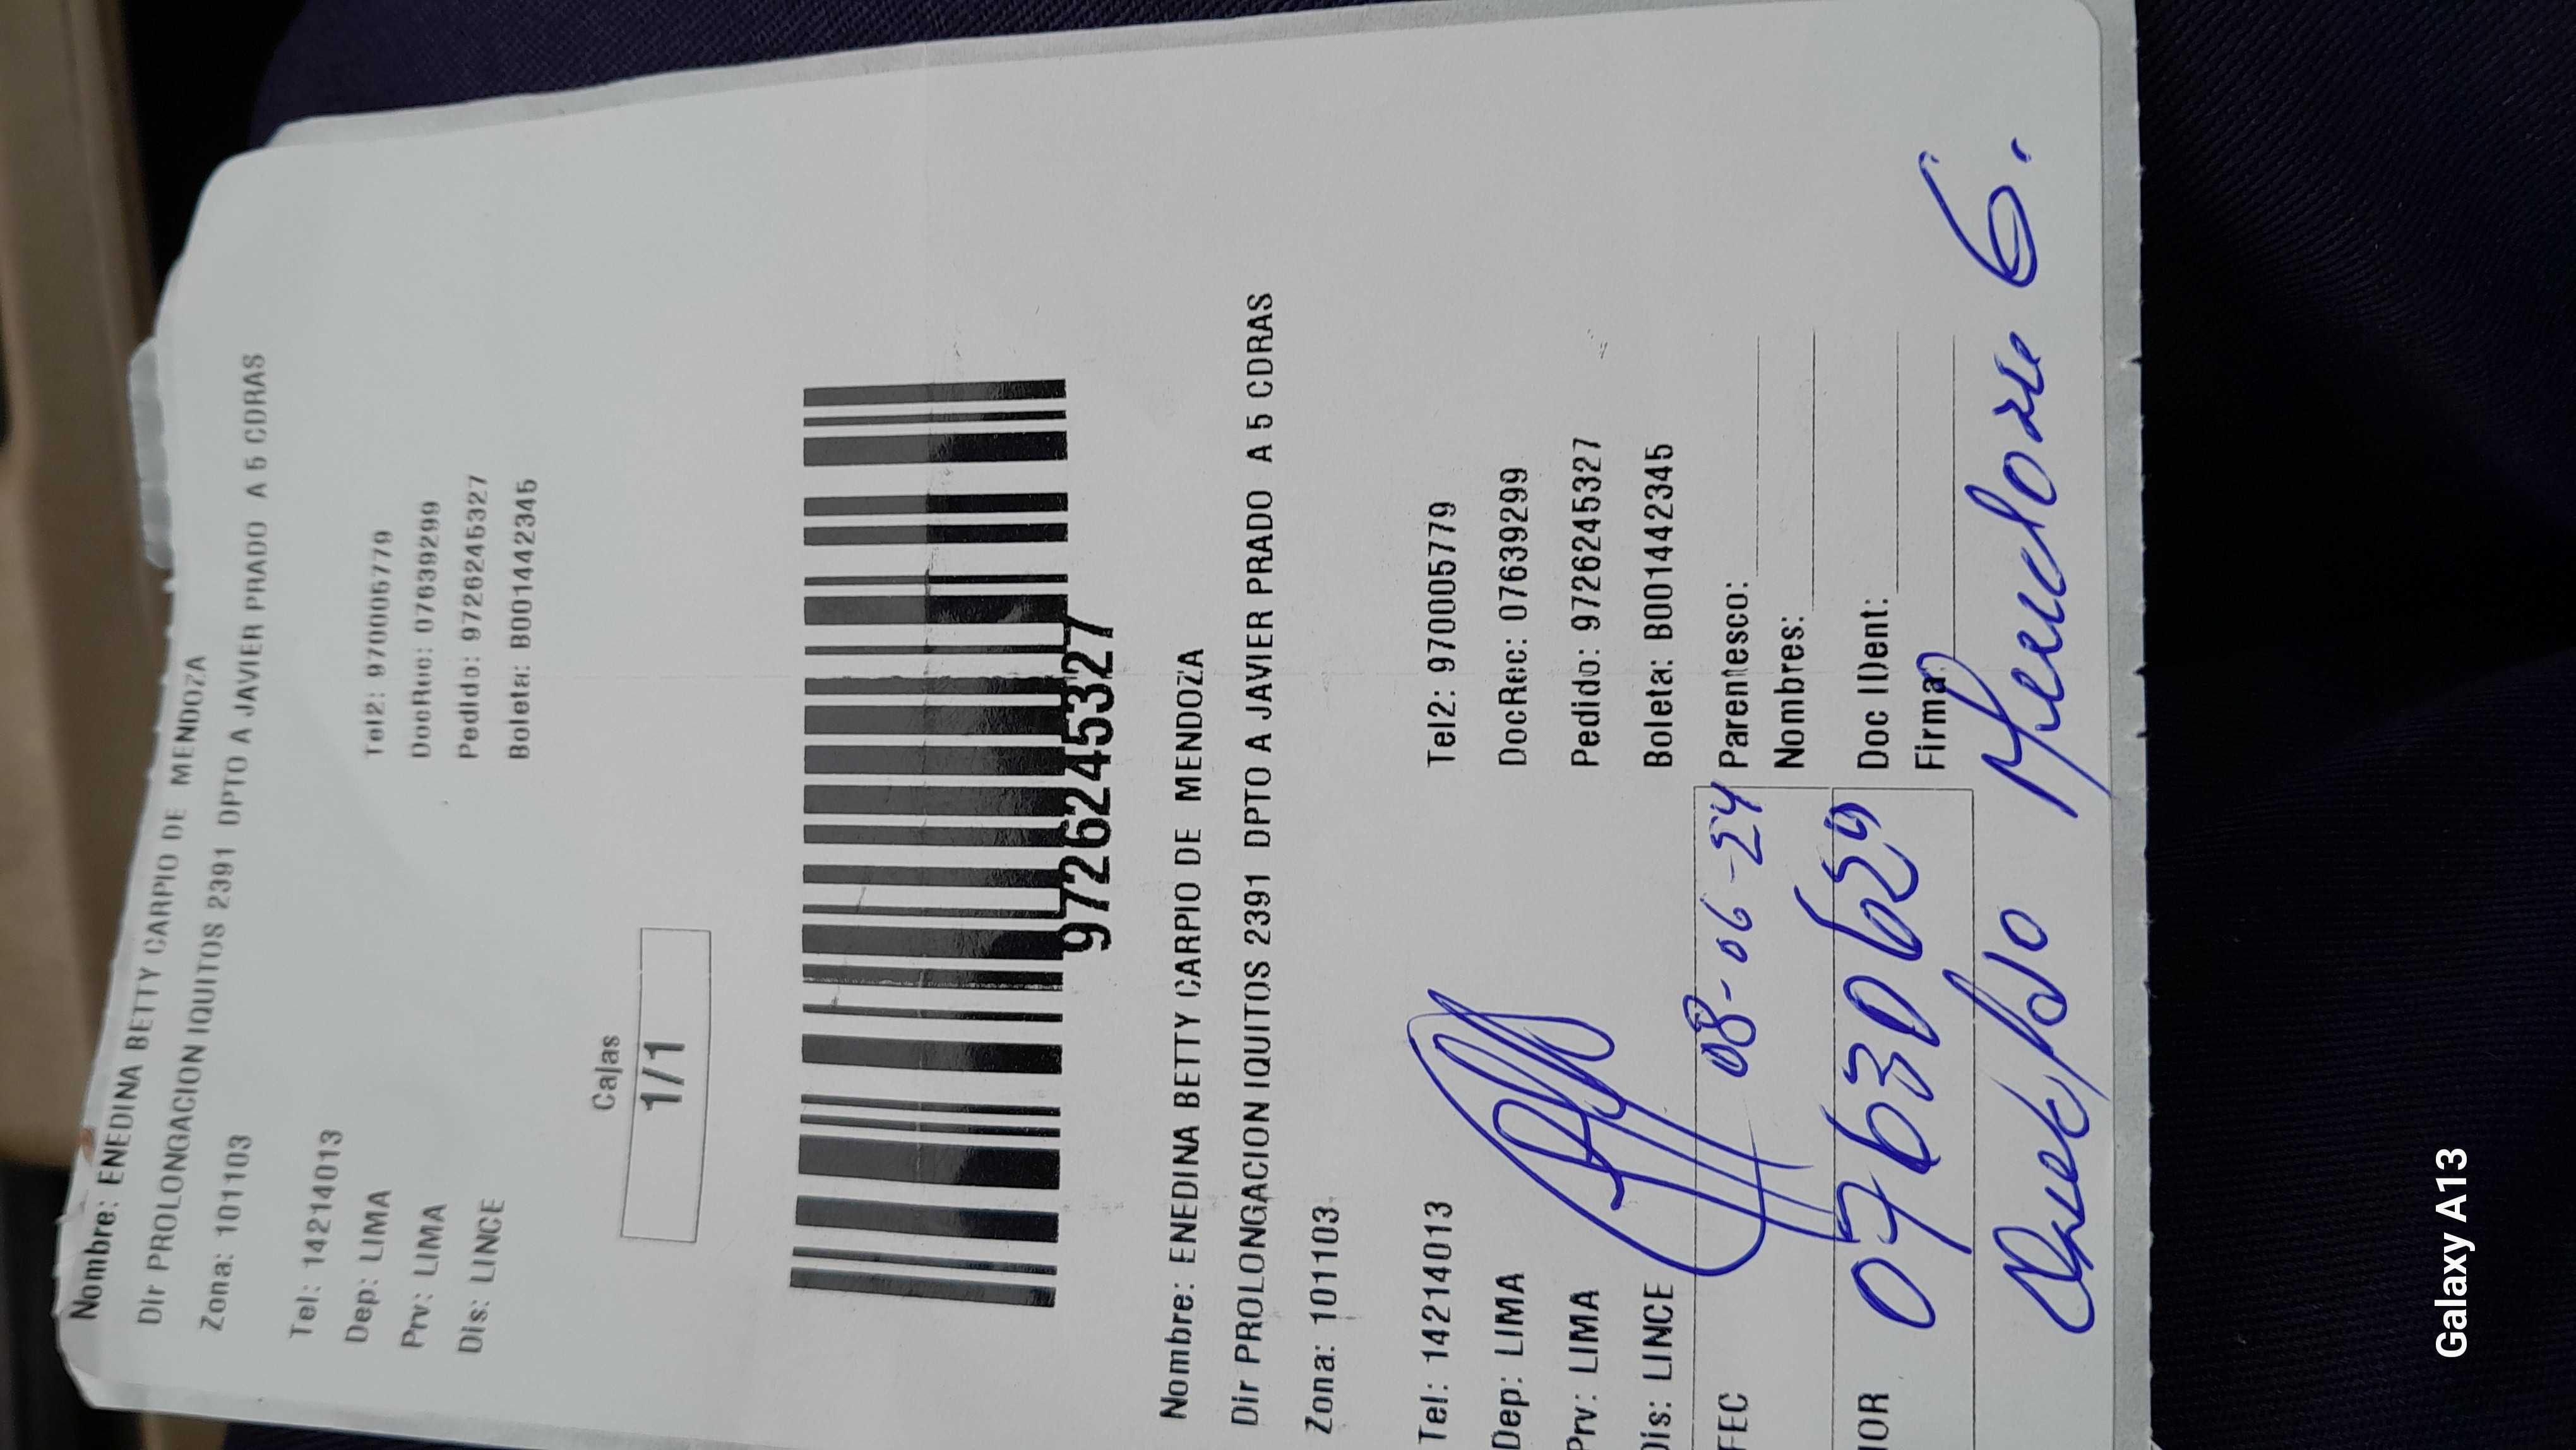 Nombre: ENEDINA BETTY CARPIO DE MENDOZA
Dir PROLONGACION IQUITOS 2391 DPTO A JAVIER PRADO A 5 CDRAS
Zona: 101103
Tel: 14214013 Tel2: 970005779
Dep: LIMA DocRec: 07639299
Prv: LIMA Pedido: 9726245327
Dis: LINCE Boleta: B001442345
Cajas
1/1
9726245327
Nombre: ENEDINA BETTY CARPIO DE MENDOZA
Dir PROLONGACION IQUITOS 2391 DPTO A JAVIER PRADO A 5 CDRAS
Zona: 101103
Tel: 14214013 Tel2: 970005779
Dep: LIMA DocRec: 07639299
Prv: LIMA Pedido: 9726245327
Dis: LINCE Boleta: B001442345
FEC 08-06-24 Parentesco:
Nombres:
HOR Doc IDent:
Firma
Mendoza
Galaxy A13